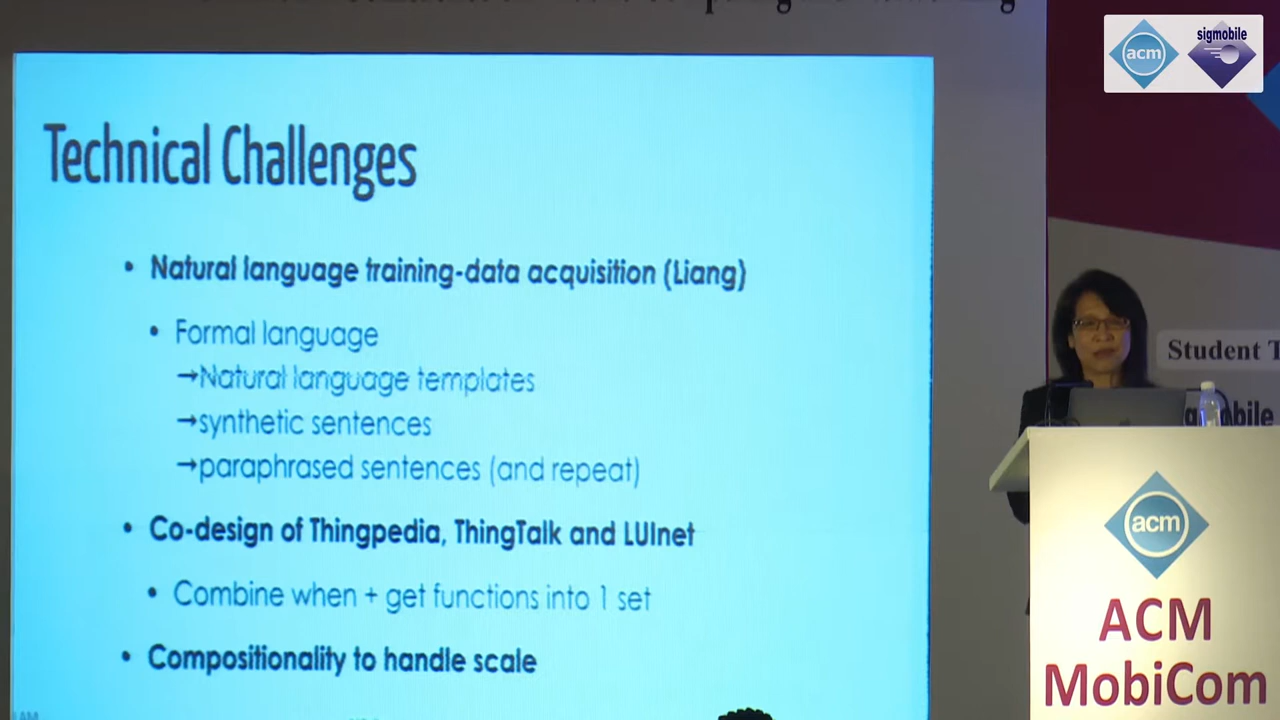 Technical Challenges
• Natural language training-data acquisition (Liang)
• Formal language
→Natural language templates
→synthetic sentences
→paraphrased sentences (and repeat)
• Co-design of Thingpedia, ThingTalk and LUInet
• Combine when + get functions into 1 set
• Compositionality to handle scale
acm
sigmobile
Student
acm
ACM
MobiCom